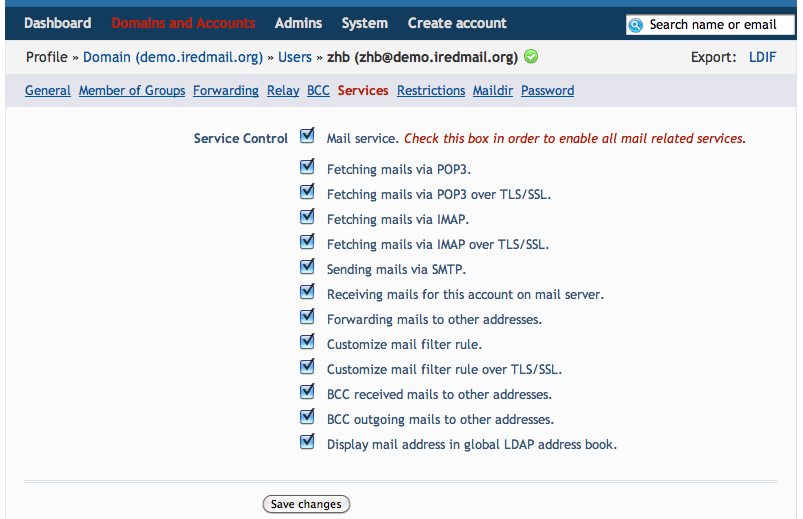 Dashboard Domains and Accounts Admins System Create account Search name or email
Profile » Domain (demo.iredmail.org) » Users » zhb (zhb@demo.iredmail.org) Export: LDIF
General Member of Groups Forwarding Relay BCC Services Restrictions Maildir Password
Service Control Mail service. Check this box in order to enable all mail related services.
Fetching mails via POP3.
Fetching mails via POP3 over TLS/SSL.
Fetching mails via IMAP.
Fetching mails via IMAP over TLS/SSL.
Sending mails via SMTP.
Receiving mails for this account on mail server.
Forwarding mails to other addresses.
Customize mail filter rule.
Customize mail filter rule over TLS/SSL.
BCC received mails to other addresses.
BCC outgoing mails to other addresses.
Display mail address in global LDAP address book.
Save changes